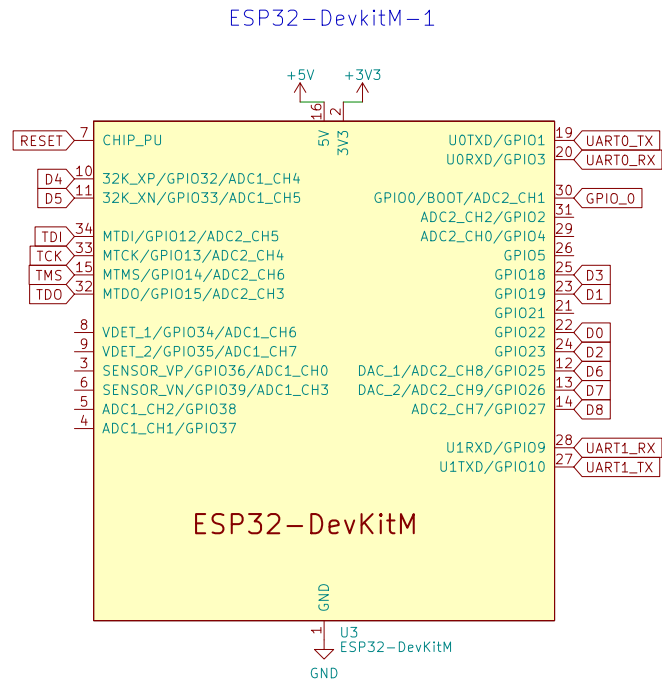 ESP32-DevkitM-1
+5V +3V3
16 2
5V 3V3
RESET 7 CHIP_PU U0TXD/GPIO1 19 UART0_TX
U0RXD/GPIO3 20 UART0_RX
D4 10 32K_XP/GPIO32/ADC1_CH4
D5 11 32K_XN/GPIO33/ADC1_CH5 GPIO0/BOOT/ADC2_CH1 30 GPIO_0
ADC2_CH2/GPIO2 31
TDI 34 MTDI/GPIO12/ADC2_CH5 ADC2_CH0/GPIO4 29
TCK 33 MTCK/GPIO13/ADC2_CH4 GPIO5 26
TMS 15 MTMS/GPIO14/ADC2_CH6 GPIO18 25 D3
TDO 32 MTDO/GPIO15/ADC2_CH3 GPIO19 23 D1
GPIO21 21
8 VDET_1/GPIO34/ADC1_CH6 GPIO22 22 D0
9 VDET_2/GPIO35/ADC1_CH7 GPIO23 24 D2
3 SENSOR_VP/GPIO36/ADC1_CH0 DAC_1/ADC2_CH8/GPIO25 12 D6
6 SENSOR_VN/GPIO39/ADC1_CH3 DAC_2/ADC2_CH9/GPIO26 13 D7
5 ADC1_CH2/GPIO38 ADC2_CH7/GPIO27 14 D8
4 ADC1_CH1/GPIO37
U1RXD/GPIO9 28 UART1_RX
U1TXD/GPIO10 27 UART1_TX
ESP32-DevKitM
GND
1 U3
ESP32-DevKitM
GND